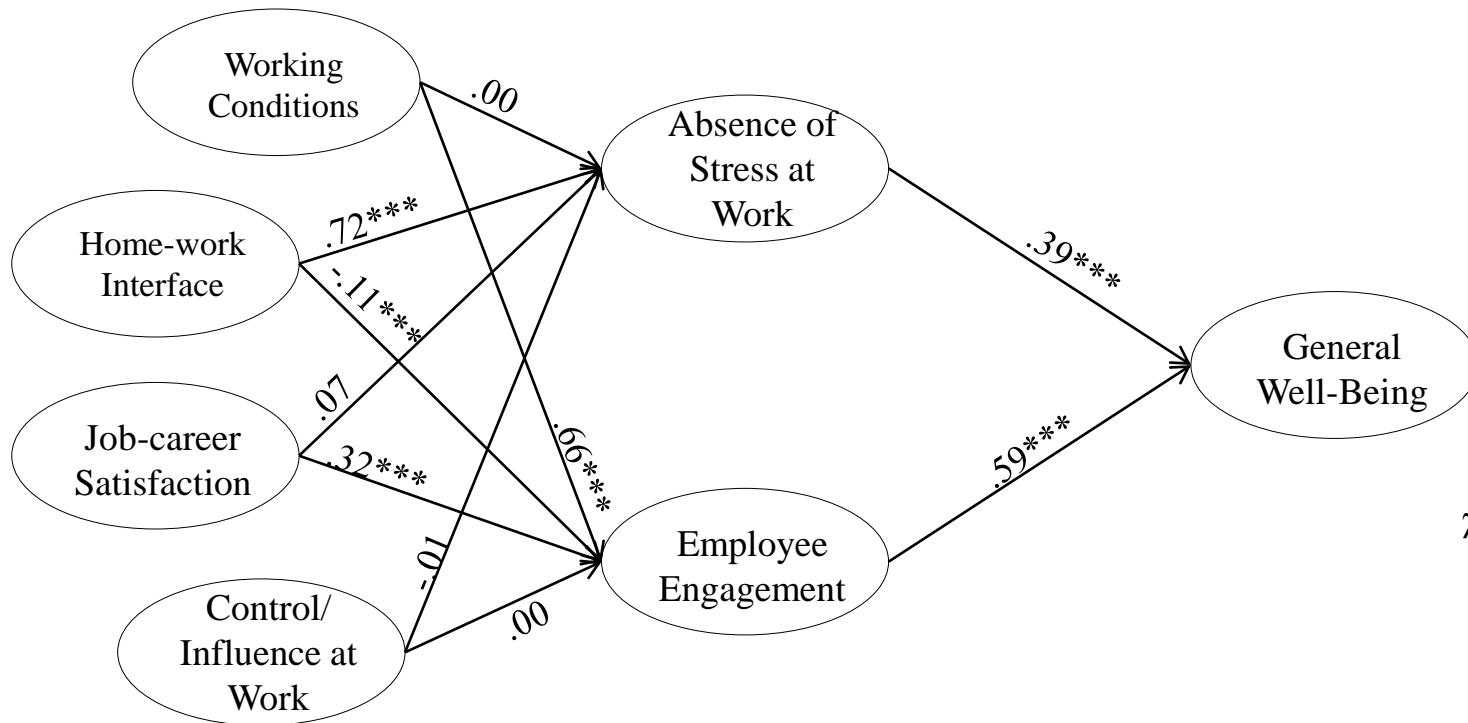 Working
Conditions
.00
Absence of
Stress at
Work
Home-work
Interface
.72***
-.11***
.39***
General
Well-Being
Job-career
Satisfaction
.07
.32***
.66***
.59***
7
Employee
Engagement
-.01
.00
Control/
Influence at
Work